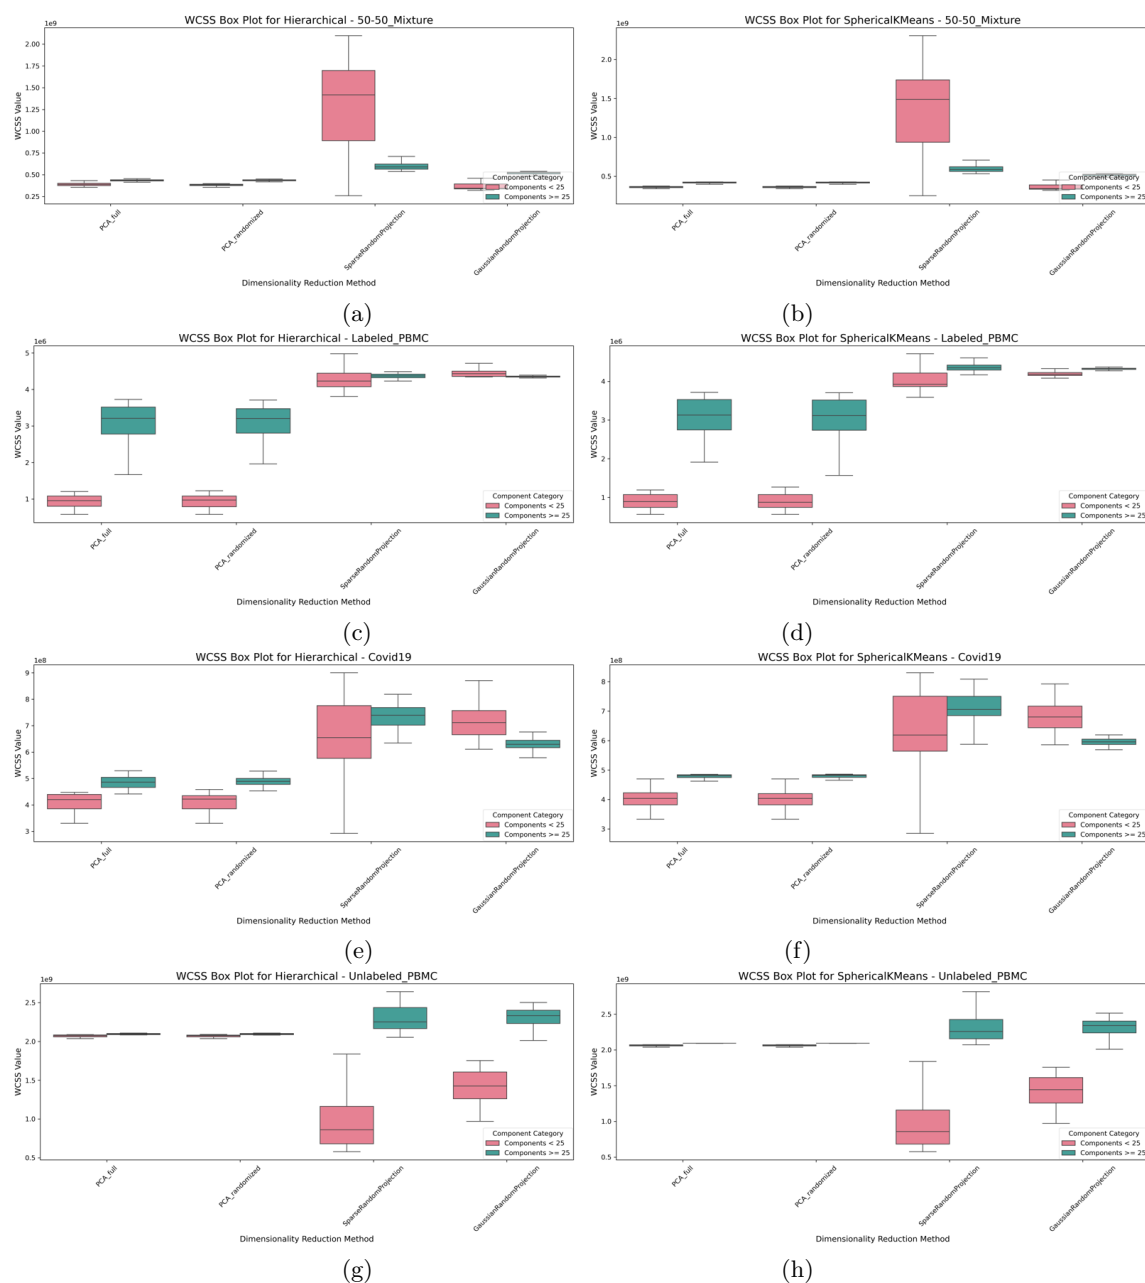 WCSS Box Plot for Hierarchical - 50-50_Mixture
1e9
2.00
1.75
1.50
1.25
1.00
0.75
0.50
0.25
WCSS Value
Component Category
Components < 25
Components >= 25
PCA_full
PCA_randomized
SparseRandomProjection
GaussianRandomProjection
Dimensionality Reduction Method
(a)
WCSS Box Plot for SphericalKMeans - 50-50_Mixture
1e9
2.0
1.5
1.0
0.5
WCSS Value
Component Category
Components < 25
Components >= 25
PCA_full
PCA_randomized
SparseRandomProjection
GaussianRandomProjection
Dimensionality Reduction Method
(b)
WCSS Box Plot for Hierarchical - Labeled_PBMC
1e6
5
4
3
2
1
WCSS Value
Component Category
Components < 25
Components >= 25
PCA_full
PCA_randomized
SparseRandomProjection
GaussianRandomProjection
Dimensionality Reduction Method
(c)
WCSS Box Plot for SphericalKMeans - Labeled_PBMC
1e6
4
3
2
1
WCSS Value
Component Category
Components < 25
Components >= 25
PCA_full
PCA_randomized
SparseRandomProjection
GaussianRandomProjection
Dimensionality Reduction Method
(d)
WCSS Box Plot for Hierarchical - Covid19
1e8
9
8
7
6
5
4
3
WCSS Value
Component Category
Components < 25
Components >= 25
PCA_full
PCA_randomized
SparseRandomProjection
GaussianRandomProjection
Dimensionality Reduction Method
(e)
WCSS Box Plot for SphericalKMeans - Covid19
1e8
8
7
6
5
4
3
WCSS Value
Component Category
Components < 25
Components >= 25
PCA_full
PCA_randomized
SparseRandomProjection
GaussianRandomProjection
Dimensionality Reduction Method
(f)
WCSS Box Plot for Hierarchical - Unlabeled_PBMC
1e9
2.5
2.0
1.5
1.0
0.5
WCSS Value
Component Category
Components < 25
Components >= 25
PCA_full
PCA_randomized
SparseRandomProjection
GaussianRandomProjection
Dimensionality Reduction Method
(g)
WCSS Box Plot for SphericalKMeans - Unlabeled_PBMC
1e9
2.5
2.0
1.5
1.0
0.5
WCSS Value
Component Category
Components < 25
Components >= 25
PCA_full
PCA_randomized
SparseRandomProjection
GaussianRandomProjection
Dimensionality Reduction Method
(h)